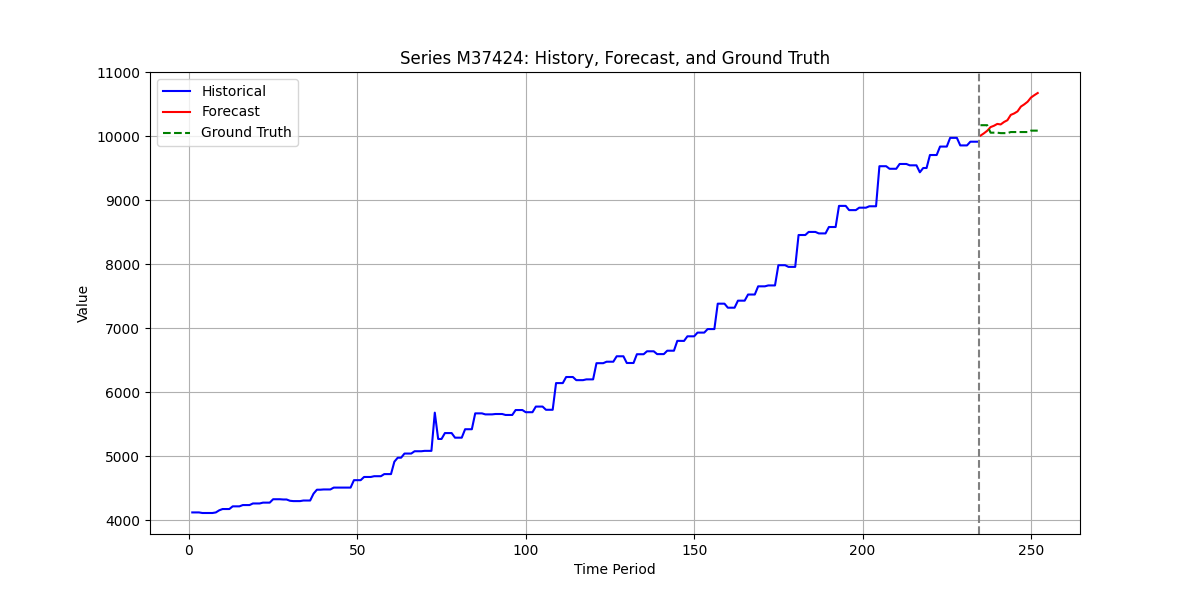 Series M37424: History, Forecast, and Ground Truth
11000
10000
9000
8000
7000
6000
5000
4000
Value
Historical
Forecast
Ground Truth
0
50
100
150
200
250
Time Period